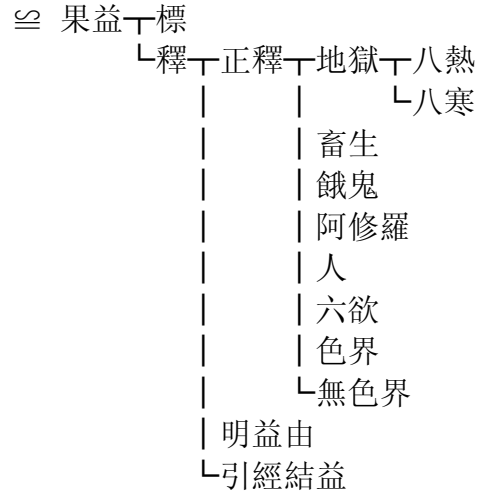 ≌ 果益┬標
└釋┬正釋┬地獄┬八熱
│ │ └八寒
│ │畜生
│ │餓鬼
│ │阿修羅
│ │人
│ │六欲
│ │色界
│ └無色界
│明益由
└引經結益